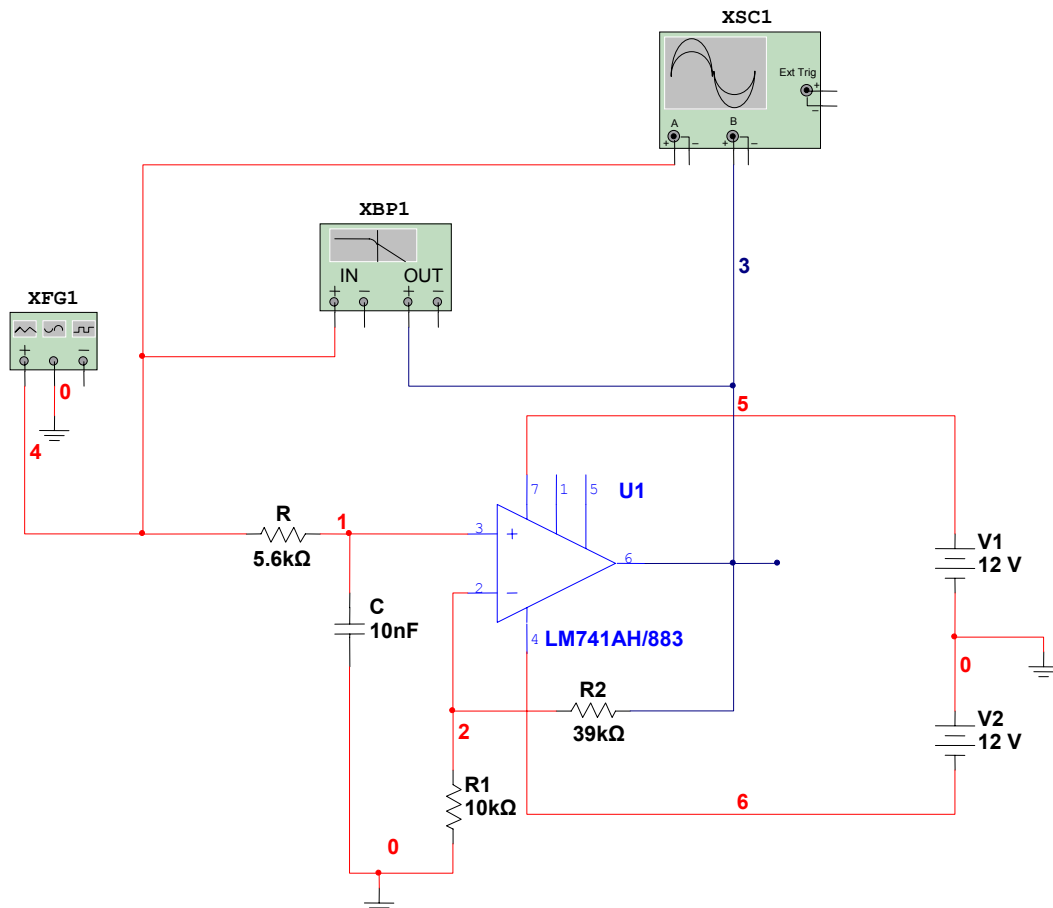 XSC1
Ext Trig
+
−
A
B
+ − + −
XBP1
IN OUT
+ − + −
3
XFG1
+ −
0
4
5
7 1 5 U1
R
5.6kΩ
1
3 +
6
2 −
4 LM741AH/883
V1
12 V
C
10nF
0
R2
39kΩ
2
V2
12 V
R1
10kΩ
6
0